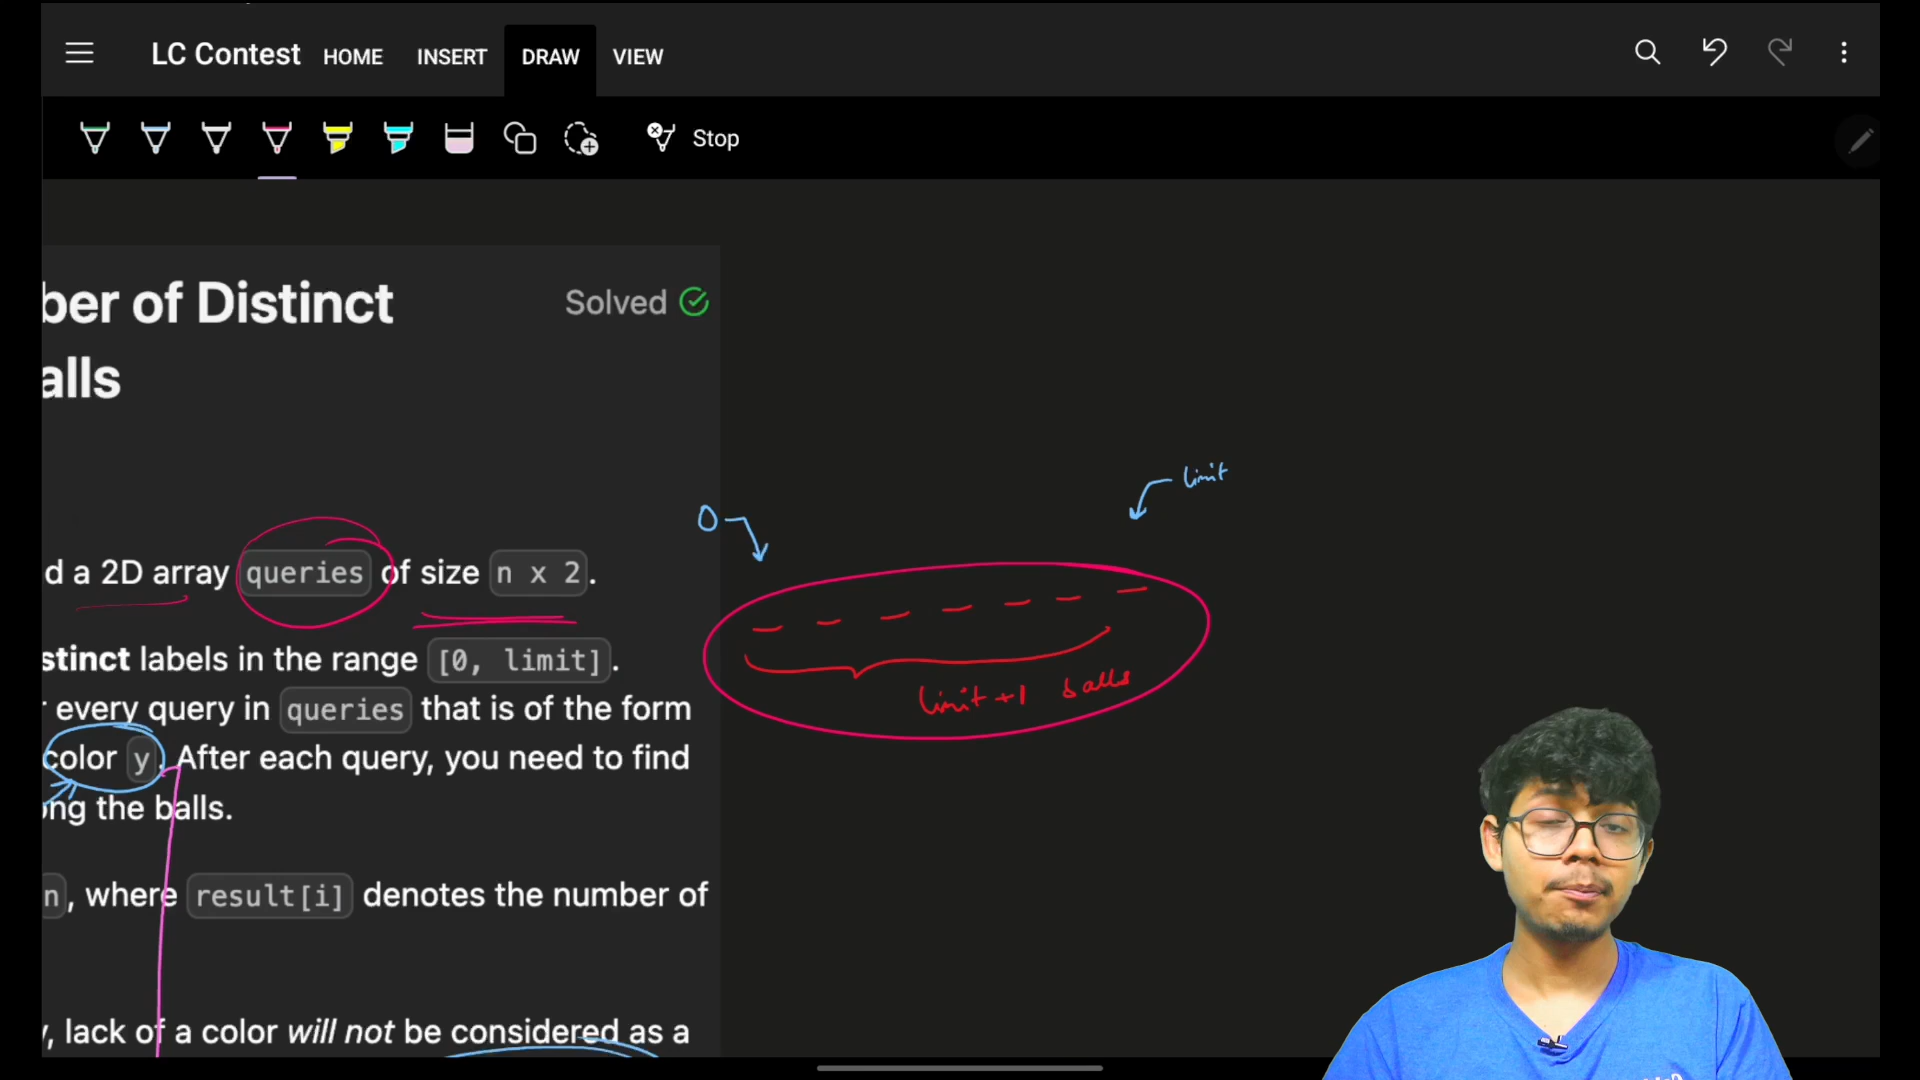 LC Contest HOME INSERT DRAW VIEW
Stop
ber of Distinct
Solved
alls
limit
0
d a 2D array queries of size n x 2.
stinct labels in the range [0, limit].
r every query in queries that is of the form
limit+1 balls
color y. After each query, you need to find
ong the balls.
n, where result[i] denotes the number of
, lack of a color will not be considered as a